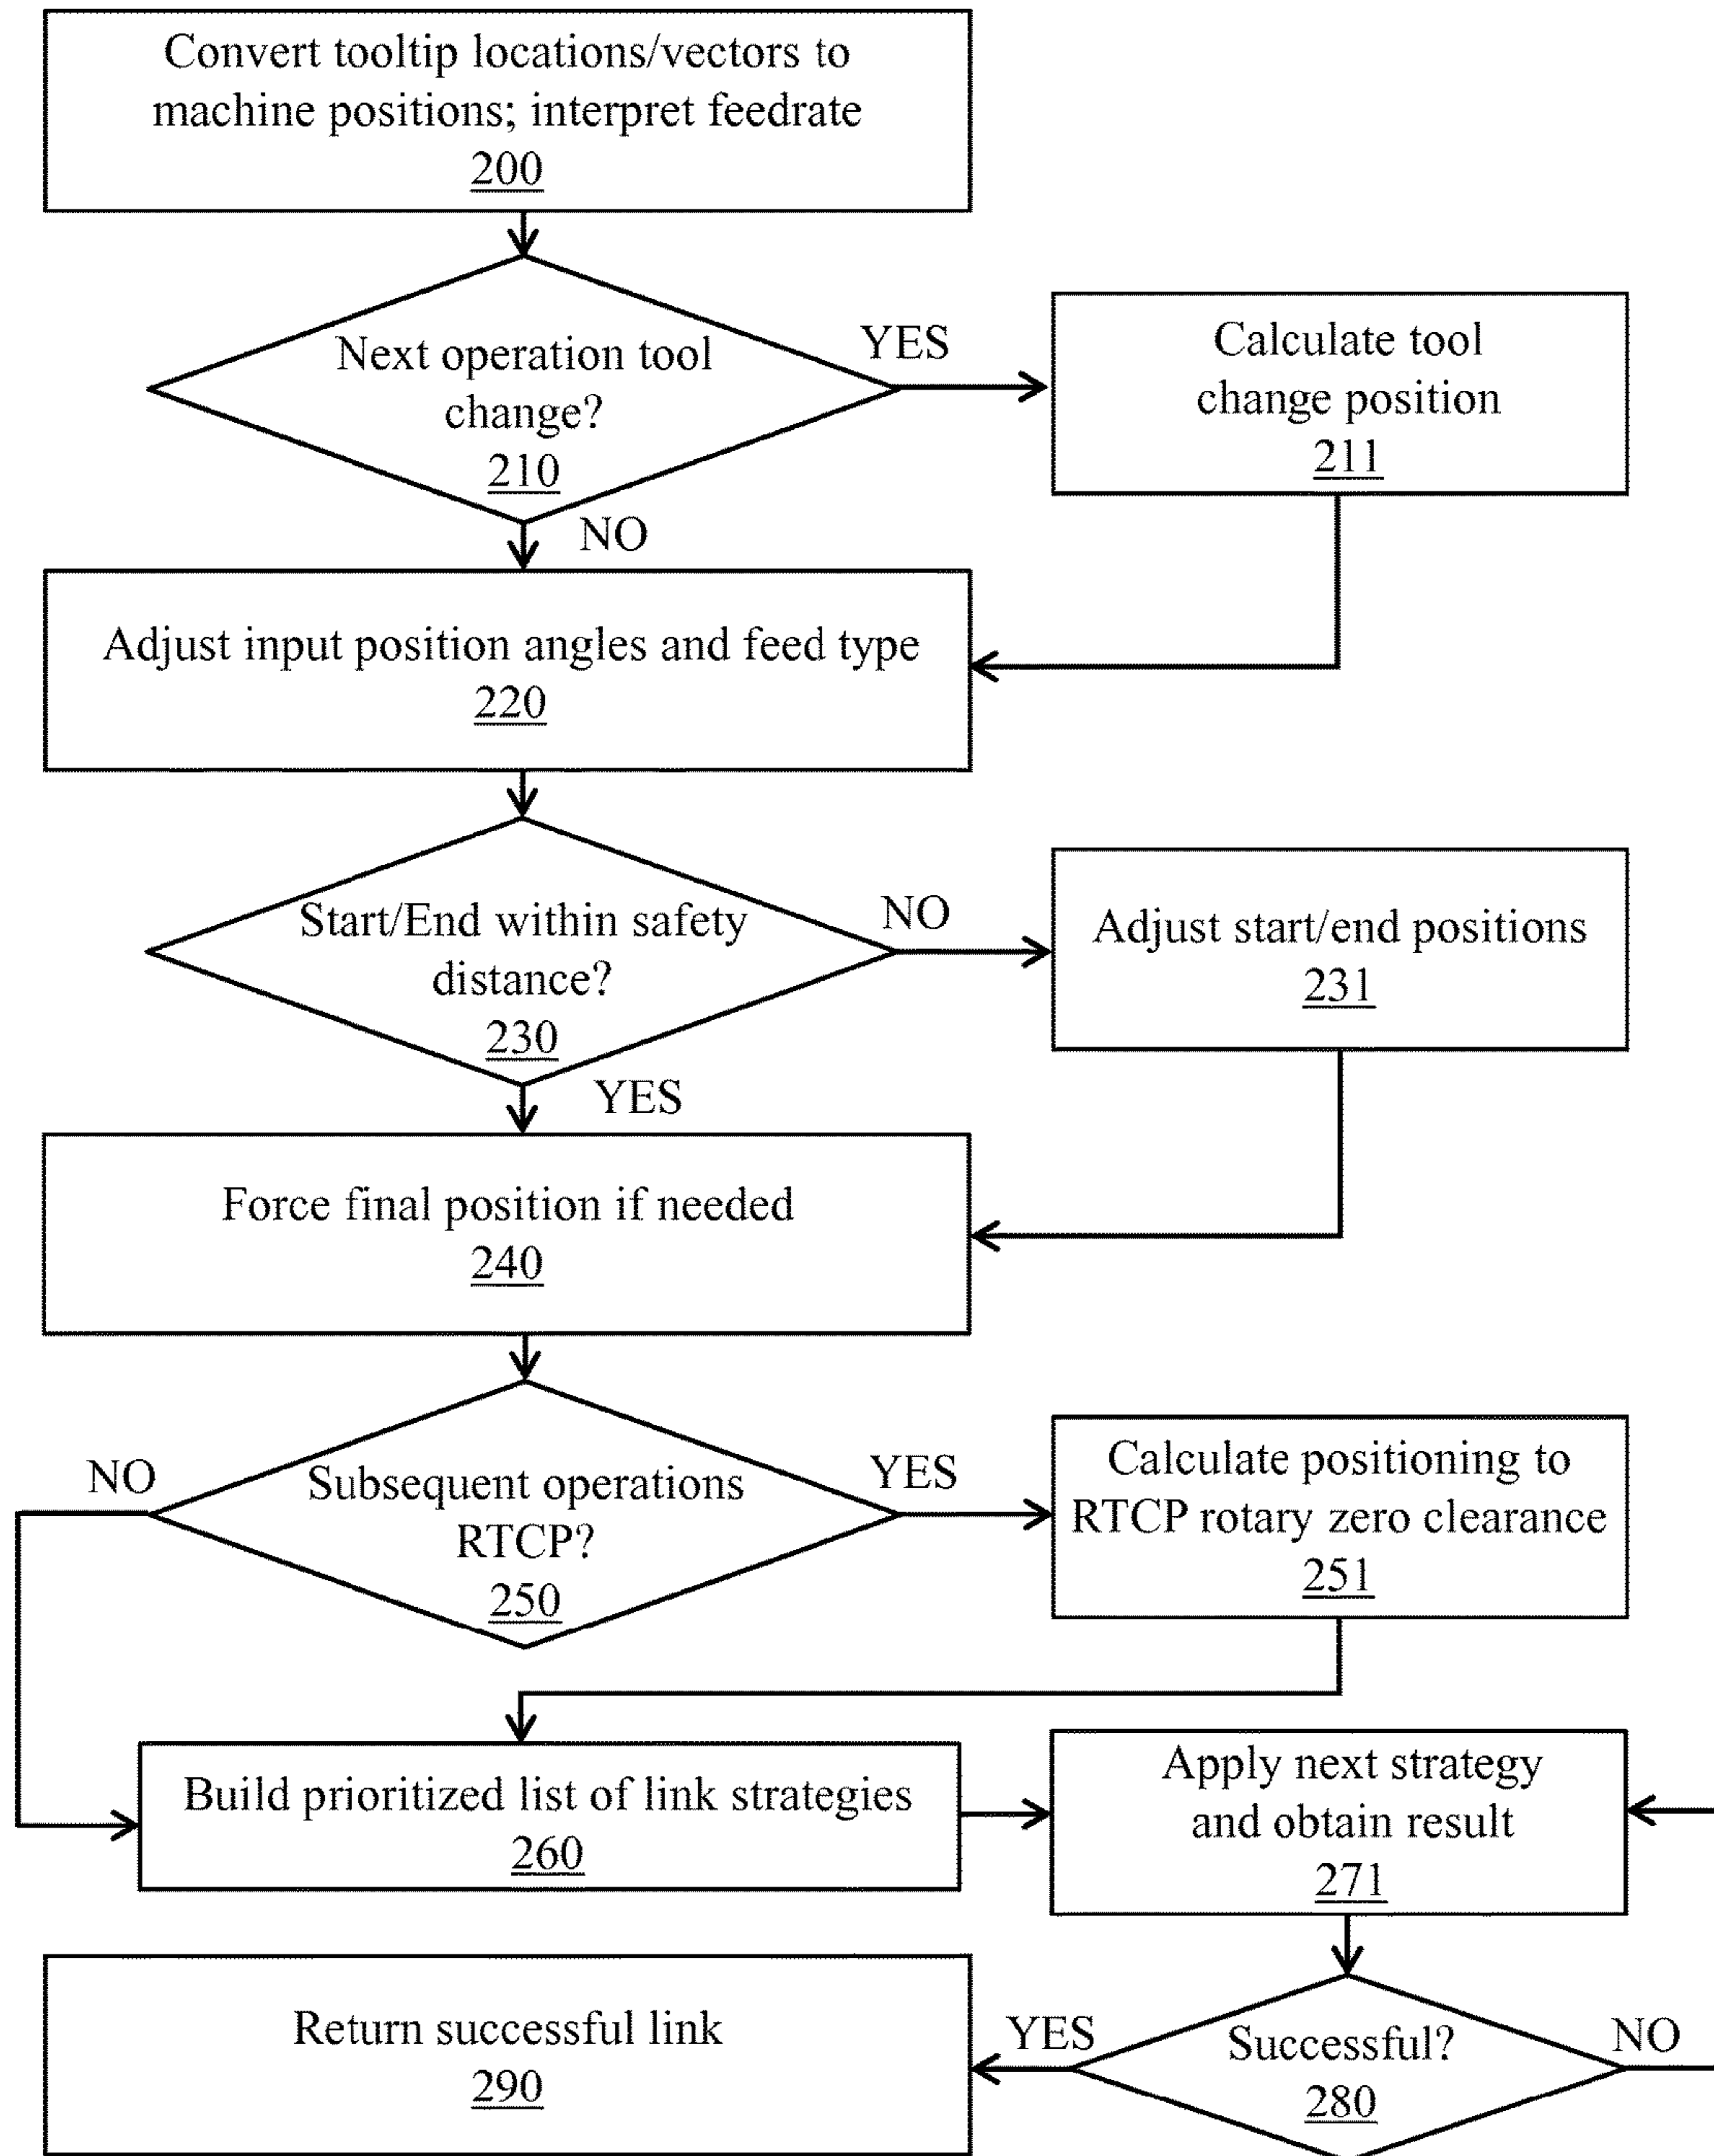 Convert tooltip locations/vectors to
machine positions; interpret feedrate
200
Next operation tool
change?
210
YES
Calculate tool
change position
211
NO
Adjust input position angles and feed type
220
Start/End within safety
distance?
230
NO
Adjust start/end positions
231
YES
Force final position if needed
240
NO
Subsequent operations
RTCP?
250
YES
Calculate positioning to
RTCP rotary zero clearance
251
Build prioritized list of link strategies
260
Apply next strategy
and obtain result
271
Return successful link
290
YES
Successful?
280
NO